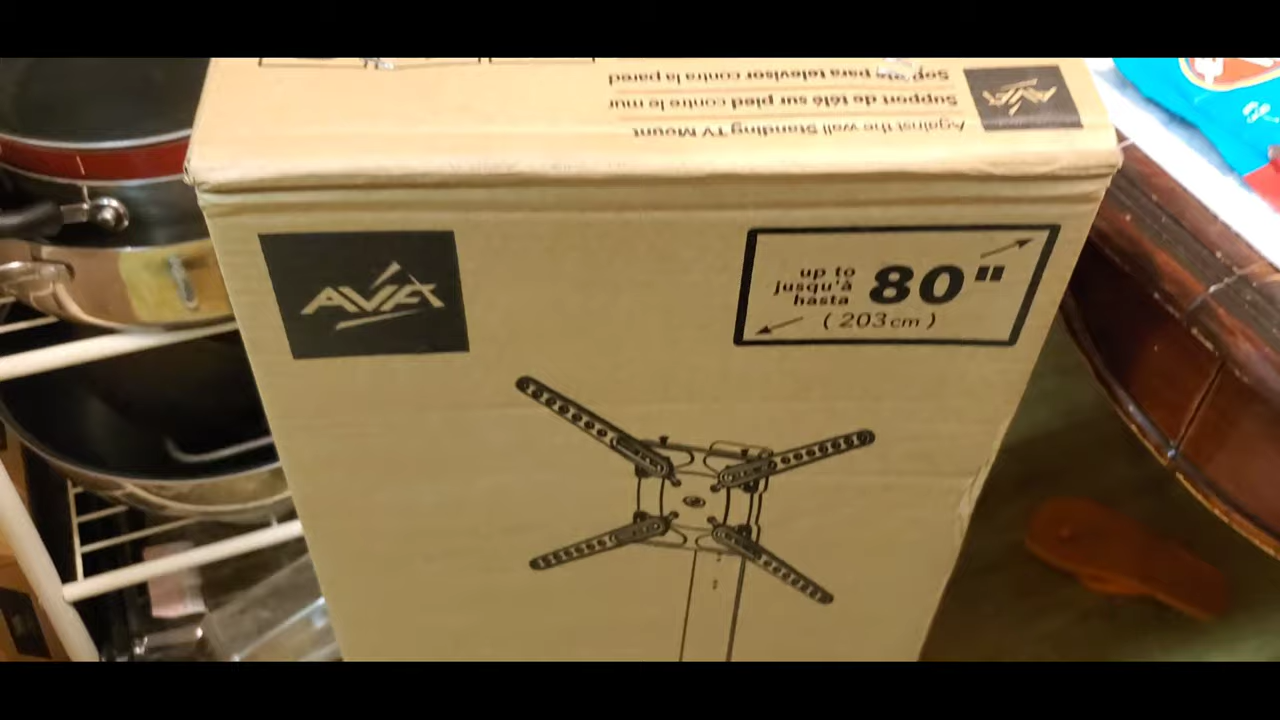 Against the wall Standing TV Mount
Support de télé sur pied contre le mur
Soporte para televisor contra la pared
AVA
AVA
up to
jusqu'à
hasta
80"
(203cm)